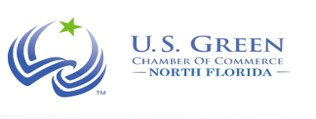 U.S. GREEN
CHAMBER OF COMMERCE
NORTH FLORIDA
TM